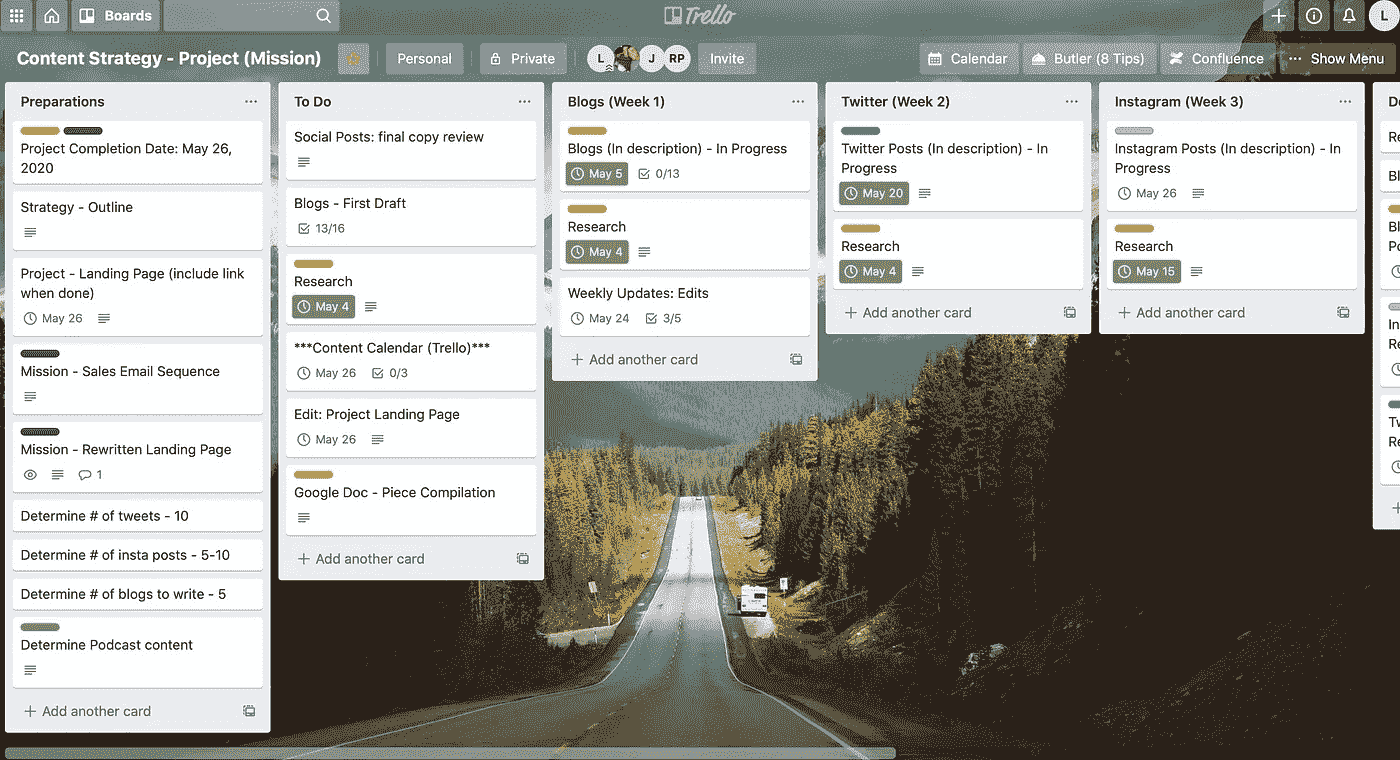 Boards
Trello
L
Content Strategy - Project (Mission)
Personal
Private
L
J
RP
Invite
Calendar
Butler (8 Tips)
Confluence
Show Menu
Preparations
Project Completion Date: May 26,
2020
Strategy - Outline
Project - Landing Page (include link
when done)
May 26
Mission - Sales Email Sequence
Mission - Rewritten Landing Page
1
Determine # of tweets - 10
Determine # of insta posts - 5-10
Determine # of blogs to write - 5
Determine Podcast content
Add another card
To Do
Social Posts: final copy review
Blogs - First Draft
13/16
Research
May 4
***Content Calendar (Trello)***
May 26
0/3
Edit: Project Landing Page
May 26
Google Doc - Piece Compilation
Add another card
Blogs (Week 1)
Blogs (In description) - In Progress
May 5
0/13
Research
May 4
Weekly Updates: Edits
May 24
3/5
Add another card
Twitter (Week 2)
Twitter Posts (In description) - In
Progress
May 20
Research
May 4
Add another card
Instagram (Week 3)
Instagram Posts (In description) - In
Progress
May 26
Research
May 15
Add another card